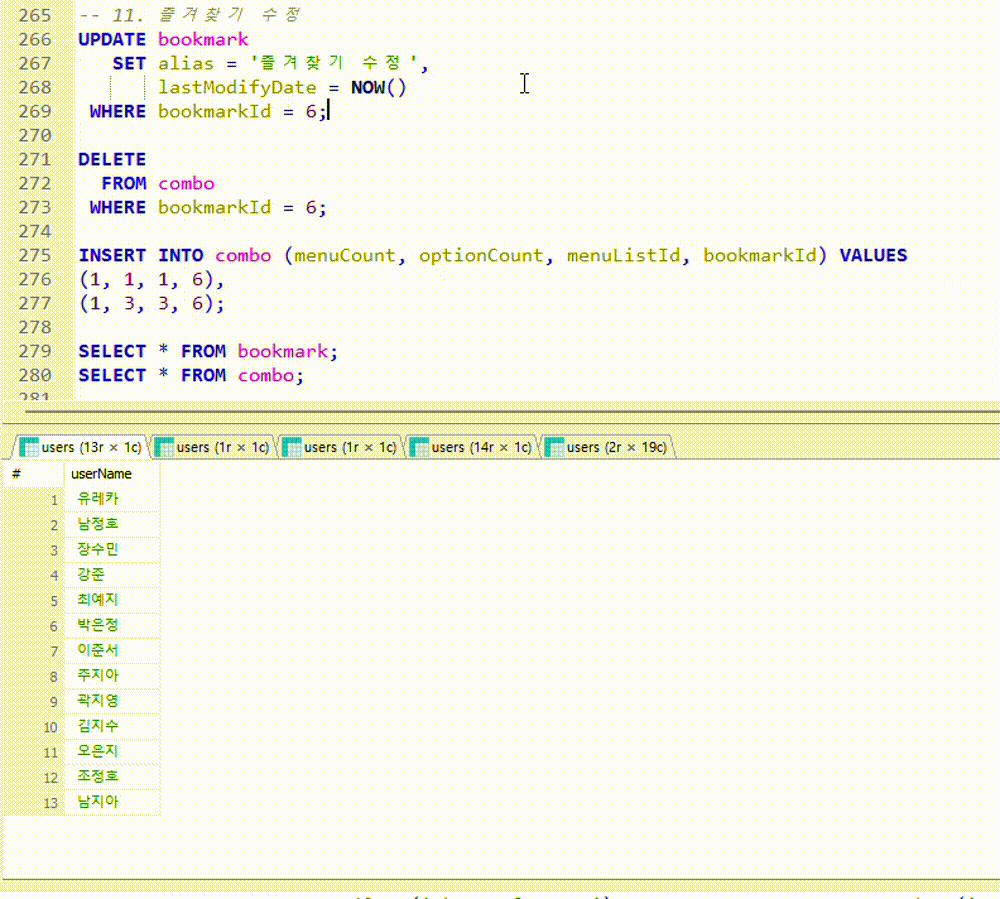 265 -- 11. 즐겨찾기 수정
266 UPDATE bookmark
267 SET alias = '즐겨찾기 수정',
268 lastModifyDate = NOW()
269 WHERE bookmarkId = 6;
270
271 DELETE
272 FROM combo
273 WHERE bookmarkId = 6;
274
275 INSERT INTO combo (menuCount, optionCount, menuListId, bookmarkId) VALUES
276 (1, 1, 1, 6),
277 (1, 3, 3, 6);
278
279 SELECT * FROM bookmark;
280 SELECT * FROM combo;
281
users (13r × 1c) users (1r × 1c) users (1r × 1c) users (14r × 1c) users (2r × 19c)
# userName
1 유레카
2 남정호
3 장수민
4 강준
5 최예지
6 박은정
7 이준서
8 주지아
9 곽지영
10 김지수
11 오은지
12 조정호
13 남지아